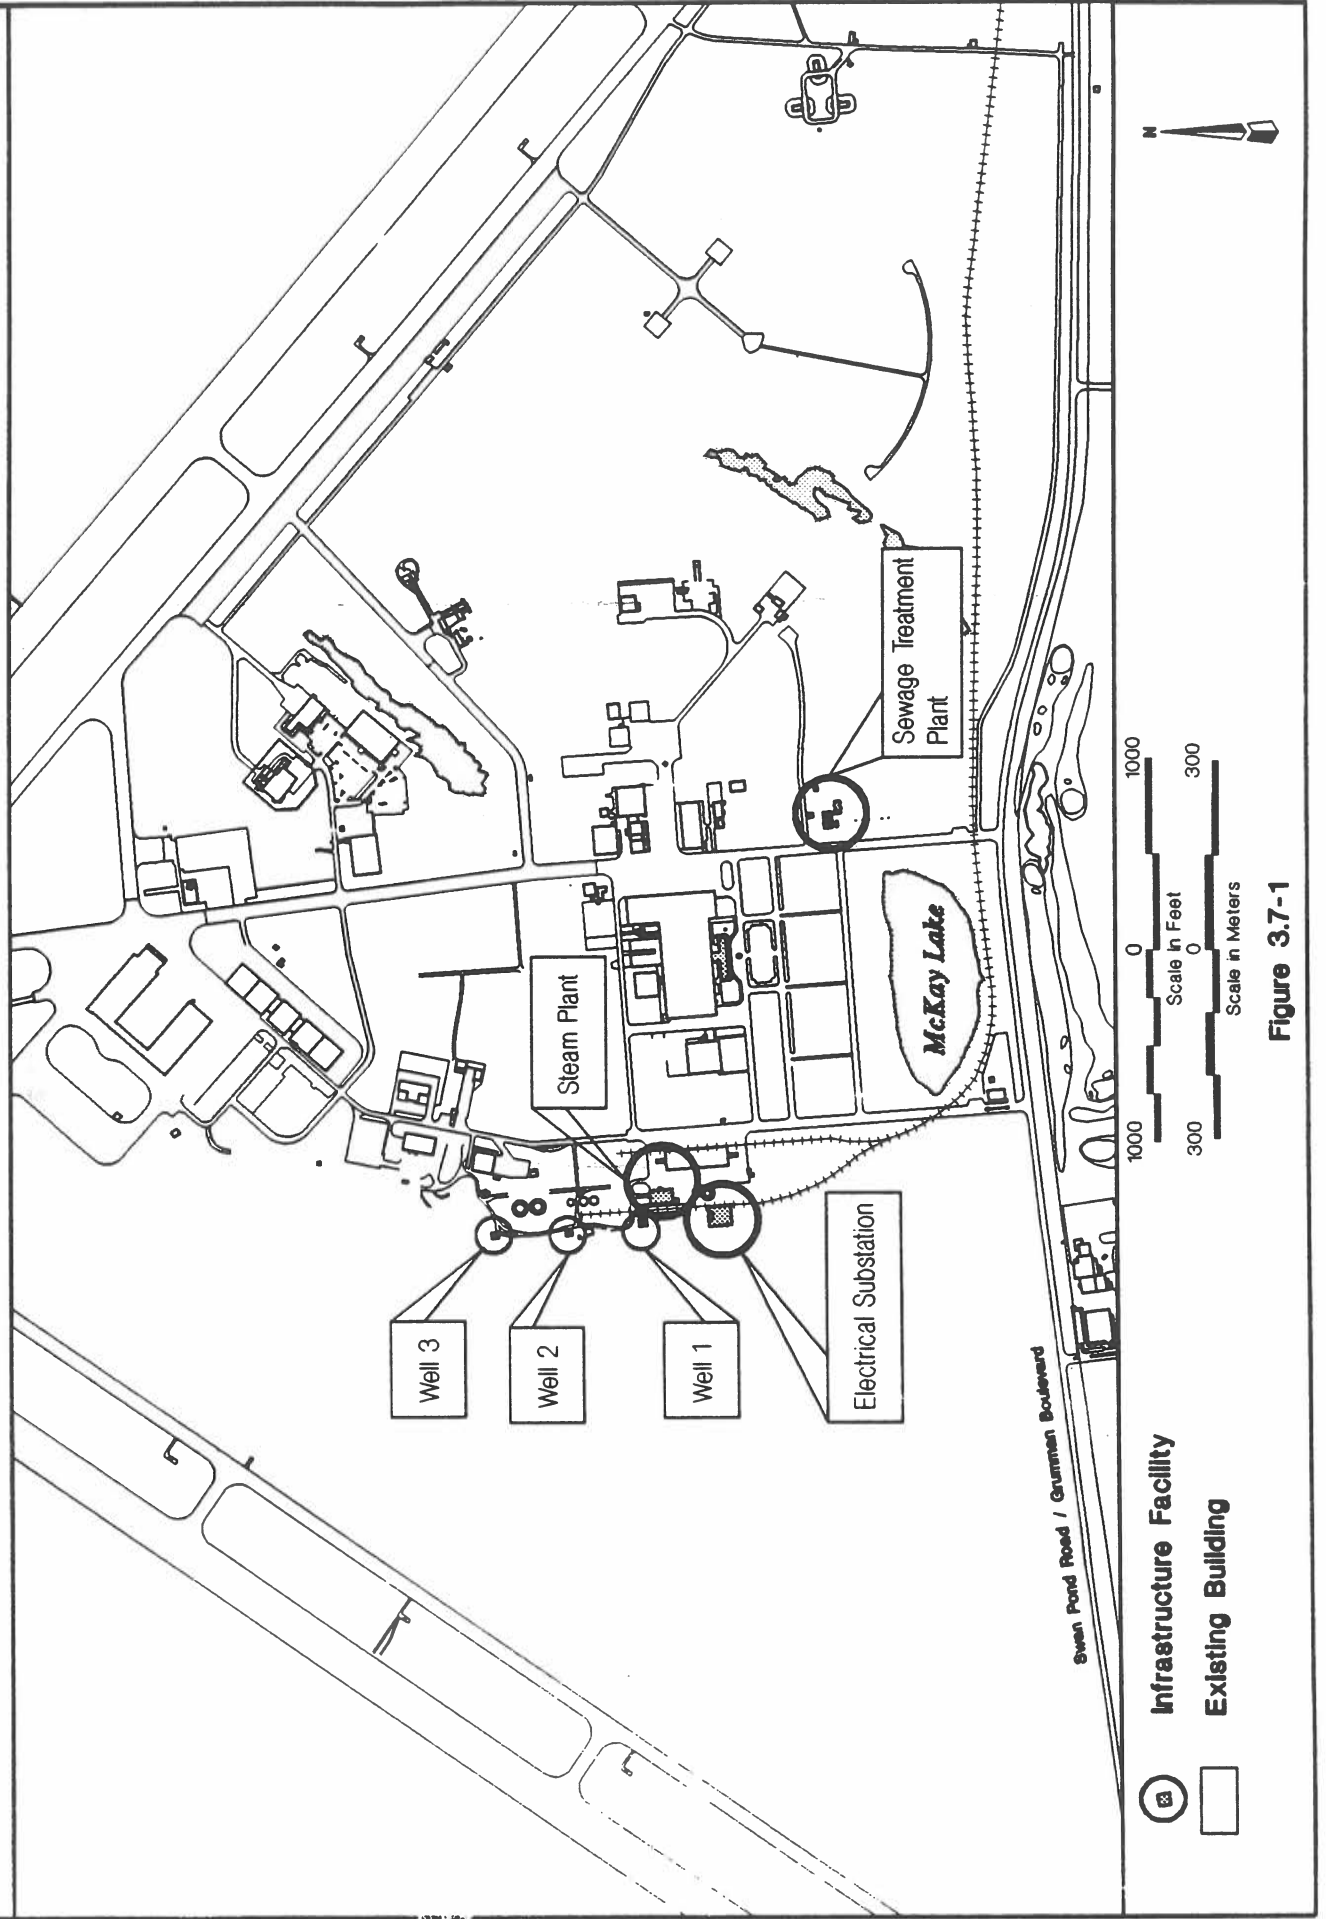 Well 3
Well 2
Well 1
Steam Plant
Electrical Substation
Sewage Treatment
Plant
McKay Lake
Swan Pond Road / Grumman Boulevard
Infrastructure Facility
Existing Building
1000
0
1000
Scale in Feet
300
0
300
Scale in Meters
N
Figure 3.7-1